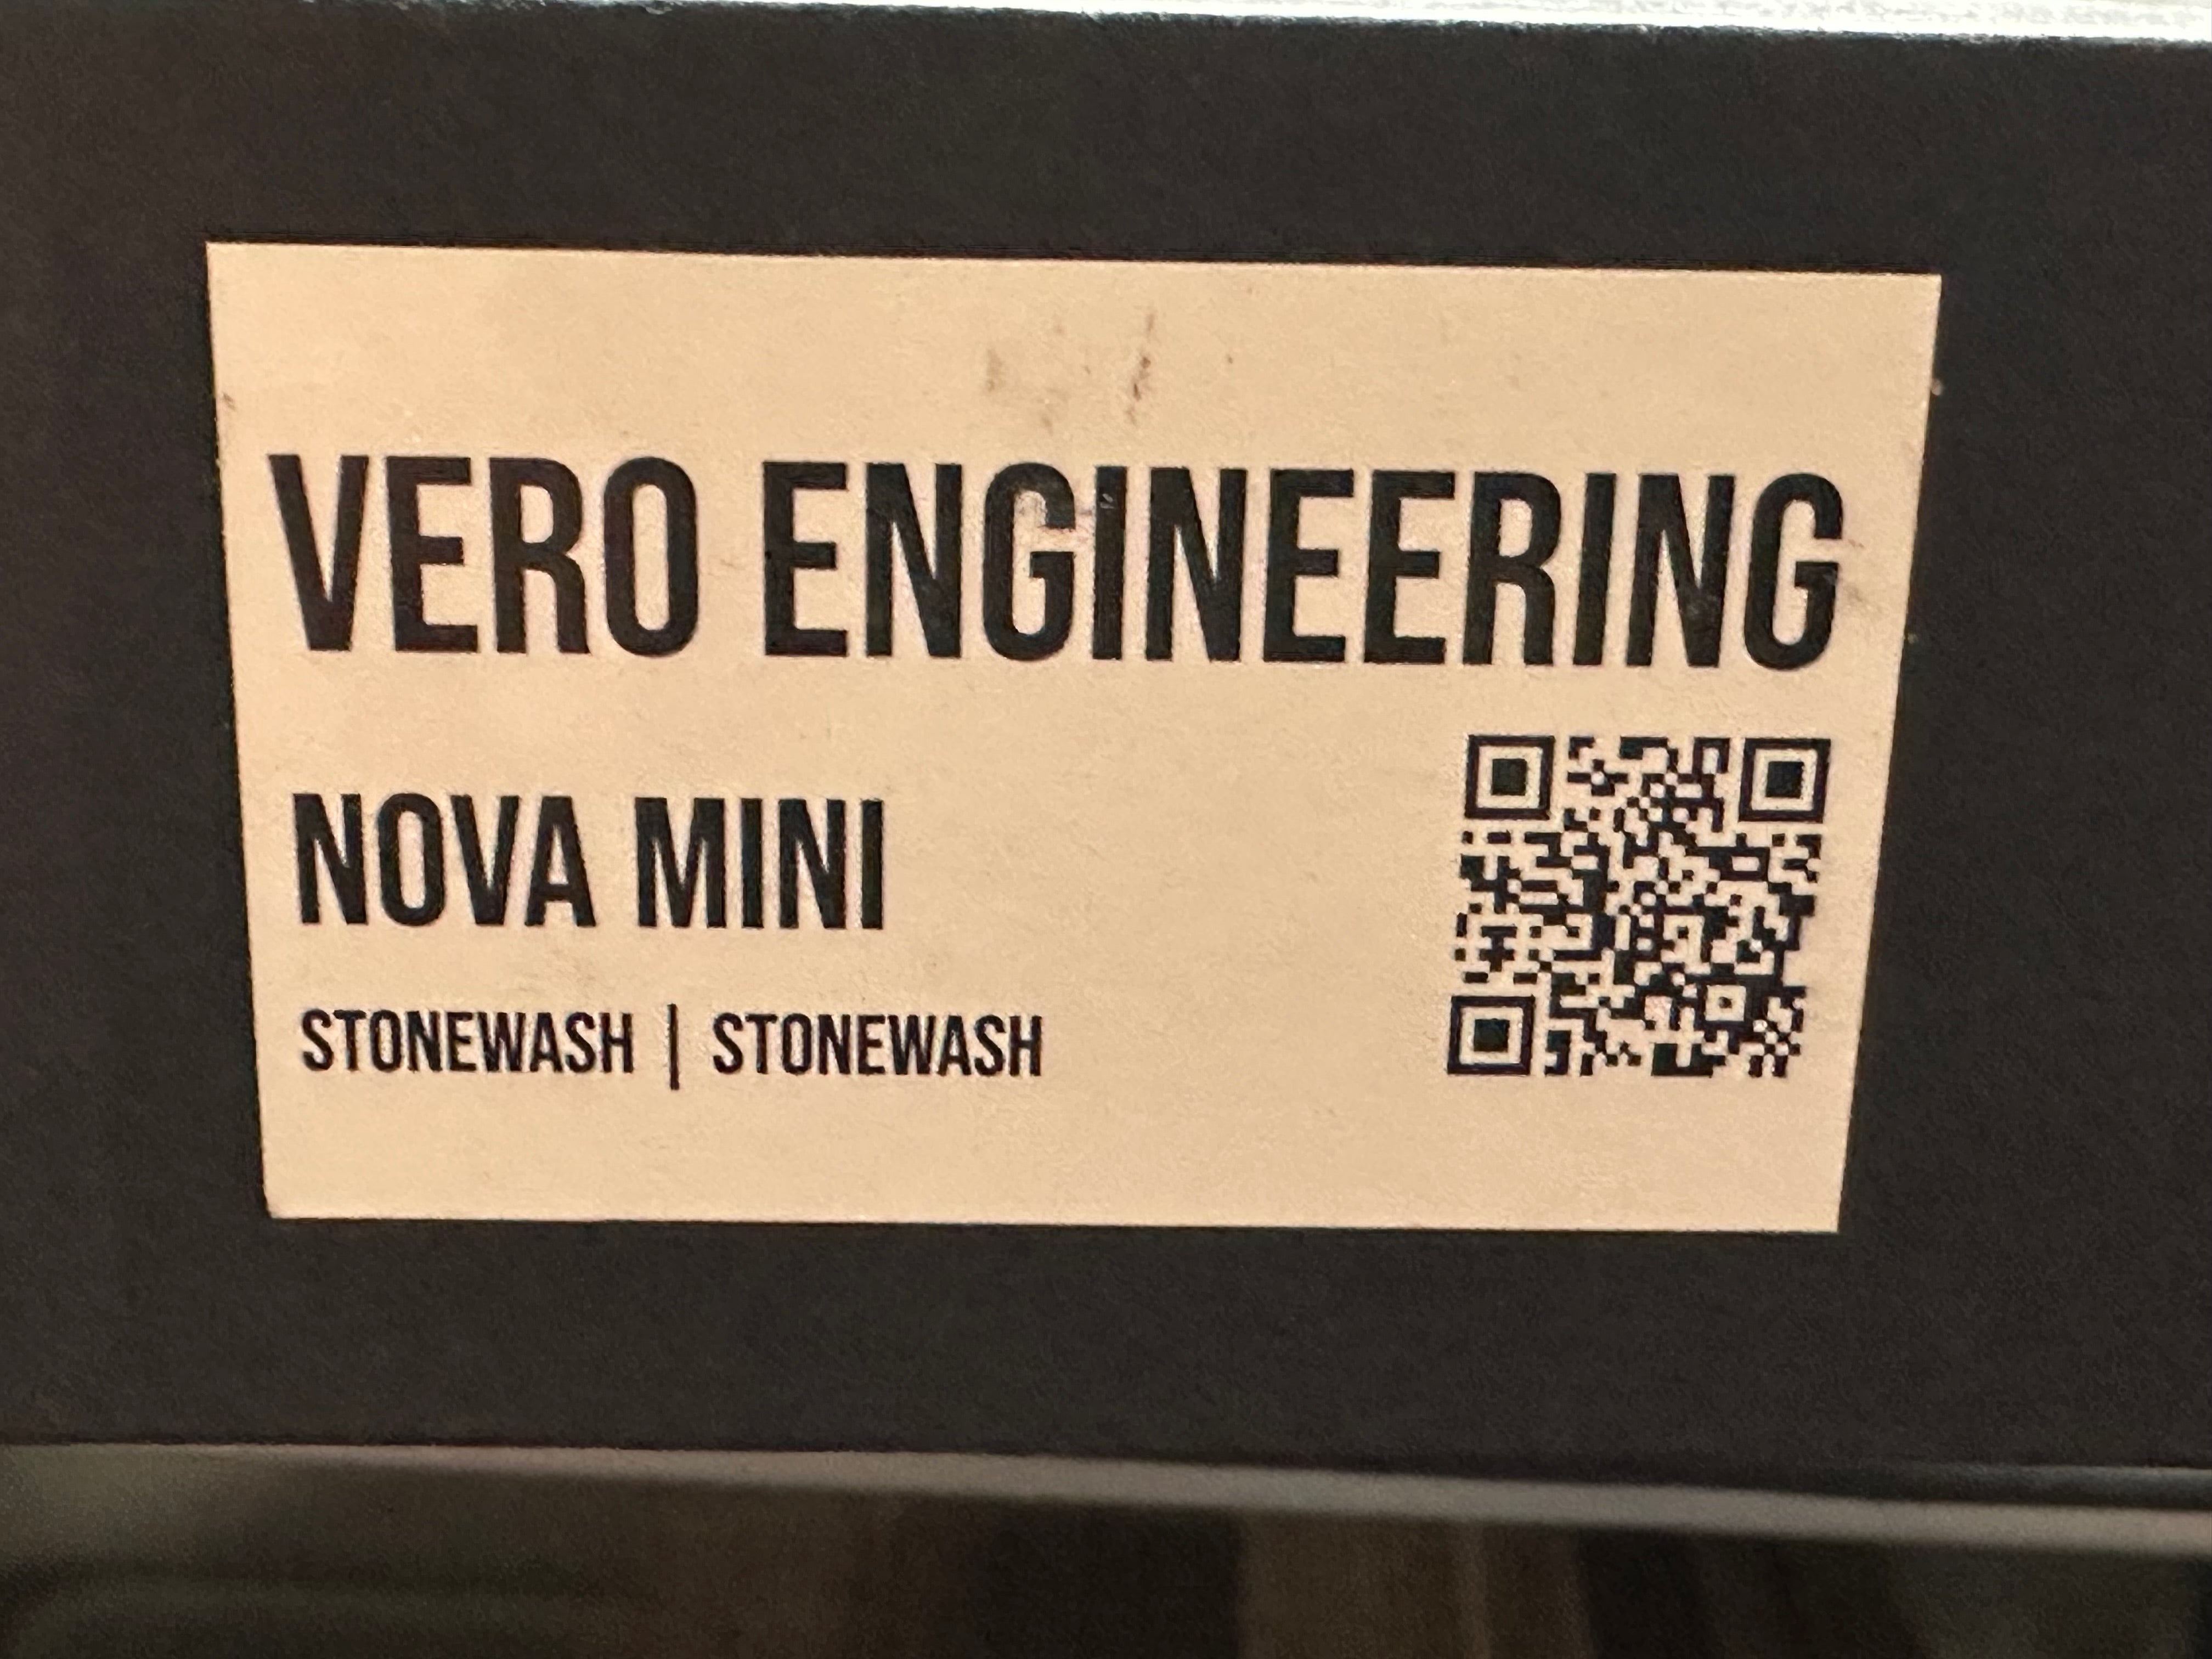 VERO ENGINEERING
NOVA MINI
STONEWASH | STONEWASH